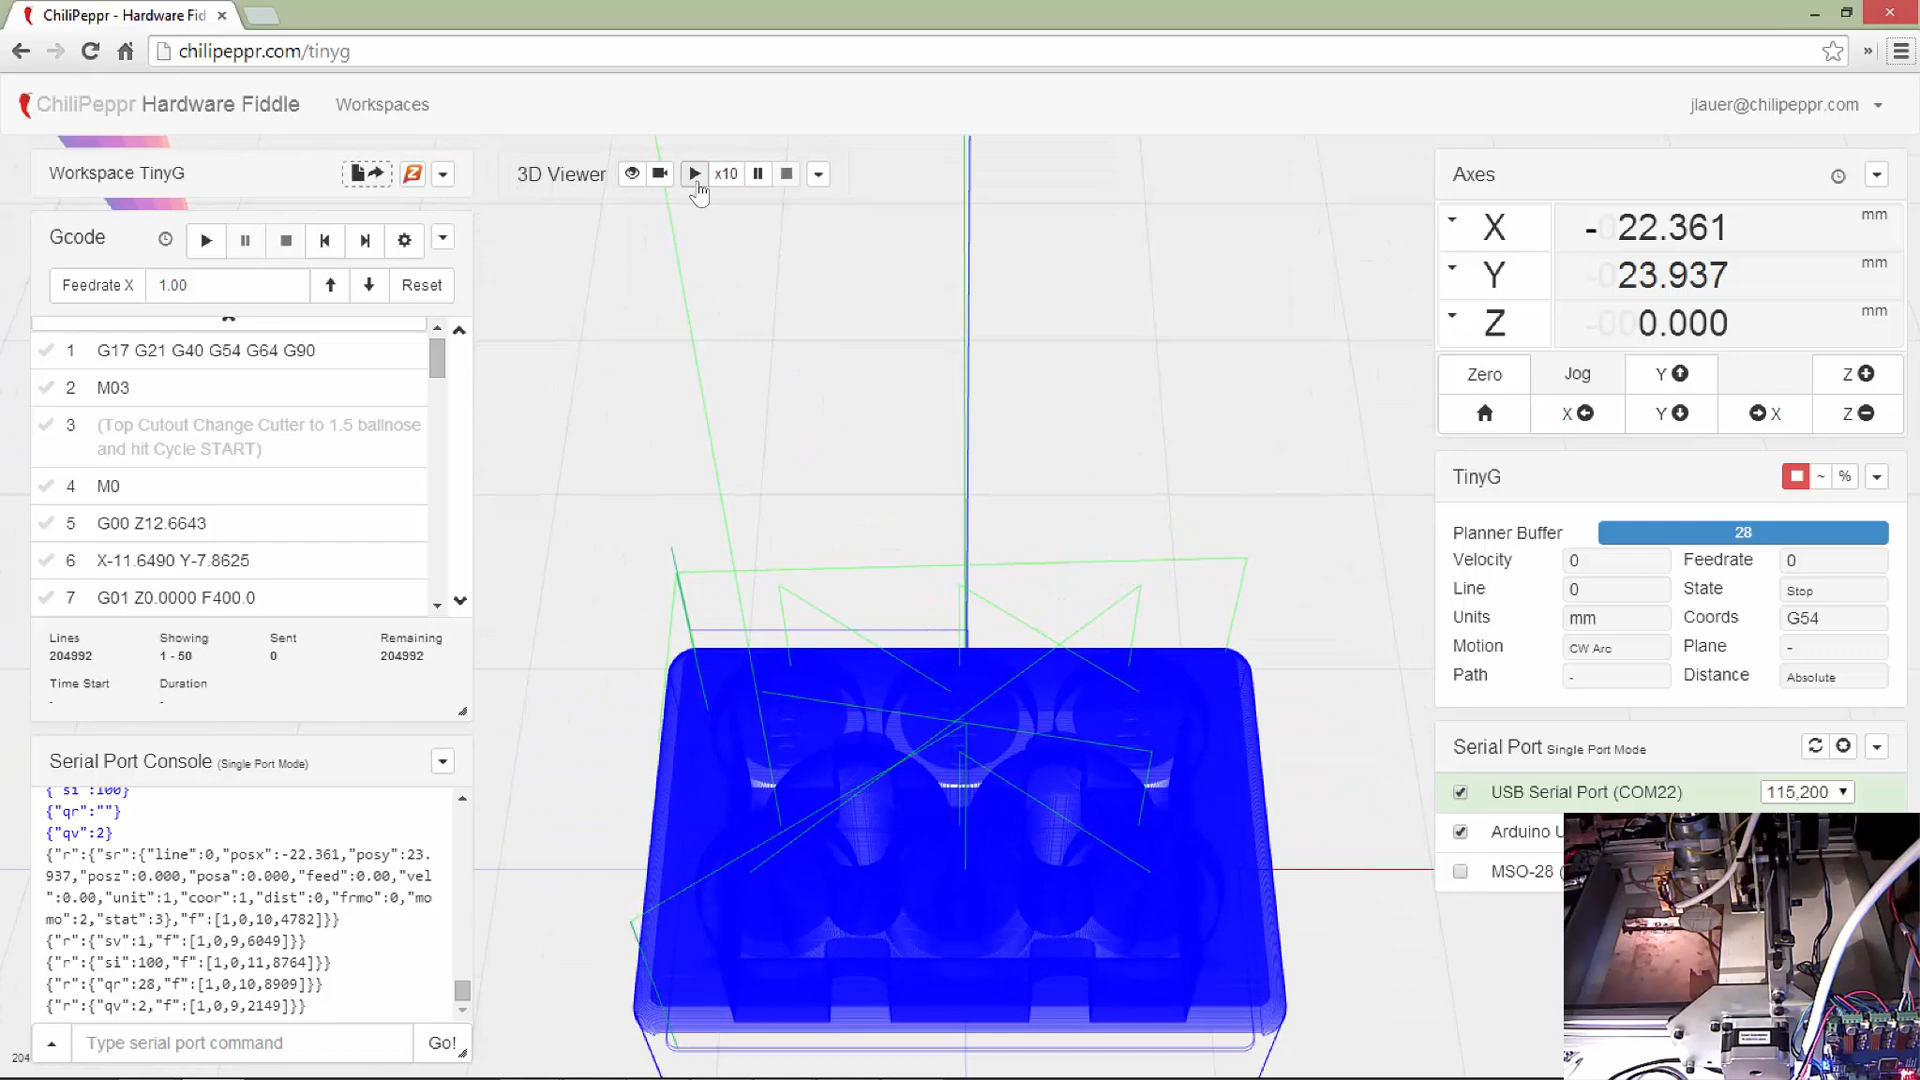 ChiliPeppr - Hardware Fid
chilipeppr.com/tinyg
ChiliPeppr Hardware Fiddle
Workspaces
jlauer@chilipeppr.com
Workspace TinyG
3D Viewer
x10
Axes
Gcode
X
-22.361
mm
Y
23.937
mm
Z
0.000
mm
Feedrate X
1.00
Reset
1 G17 G21 G40 G54 G64 G90
2 M03
3 (Top Cutout Change Cutter to 1.5 ballnose
and hit Cycle START)
4 M0
5 G00 Z12.6643
6 X-11.6490 Y-7.8625
7 G01 Z0.0000 F400.0
Zero
Jog
Y
Z
X
Y
X
Z
TinyG
~
%
Planner Buffer
28
Velocity 0 Feedrate 0
Line 0 State Stop
Units mm Coords G54
Motion CW Arc Plane -
Path - Distance Absolute
Lines Showing Sent Remaining
204992 1 - 50 0 204992
Time Start Duration
- -
Serial Port Console (Single Port Mode)
{"si":100}
{"qr":""}
{"qv":2}
{"r":{"sr":{"line":0,"posx":-22.361,"posy":23.
937,"posz":0.000,"posa":0.000,"feed":0.00,"vel
":0.00,"unit":1,"coor":1,"dist":0,"frmo":0,"mo
mo":2,"stat":3},"f":[1,0,10,4782]}}
{"r":{"sv":1,"f":[1,0,9,6049]}}
{"r":{"si":100,"f":[1,0,11,8764]}}
{"r":{"qr":28,"f":[1,0,10,8909]}}
{"r":{"qv":2,"f":[1,0,9,2149]}}
Type serial port command
Go!
204
Serial Port Single Port Mode
USB Serial Port (COM22)
115,200
Arduino U
MSO-28 (